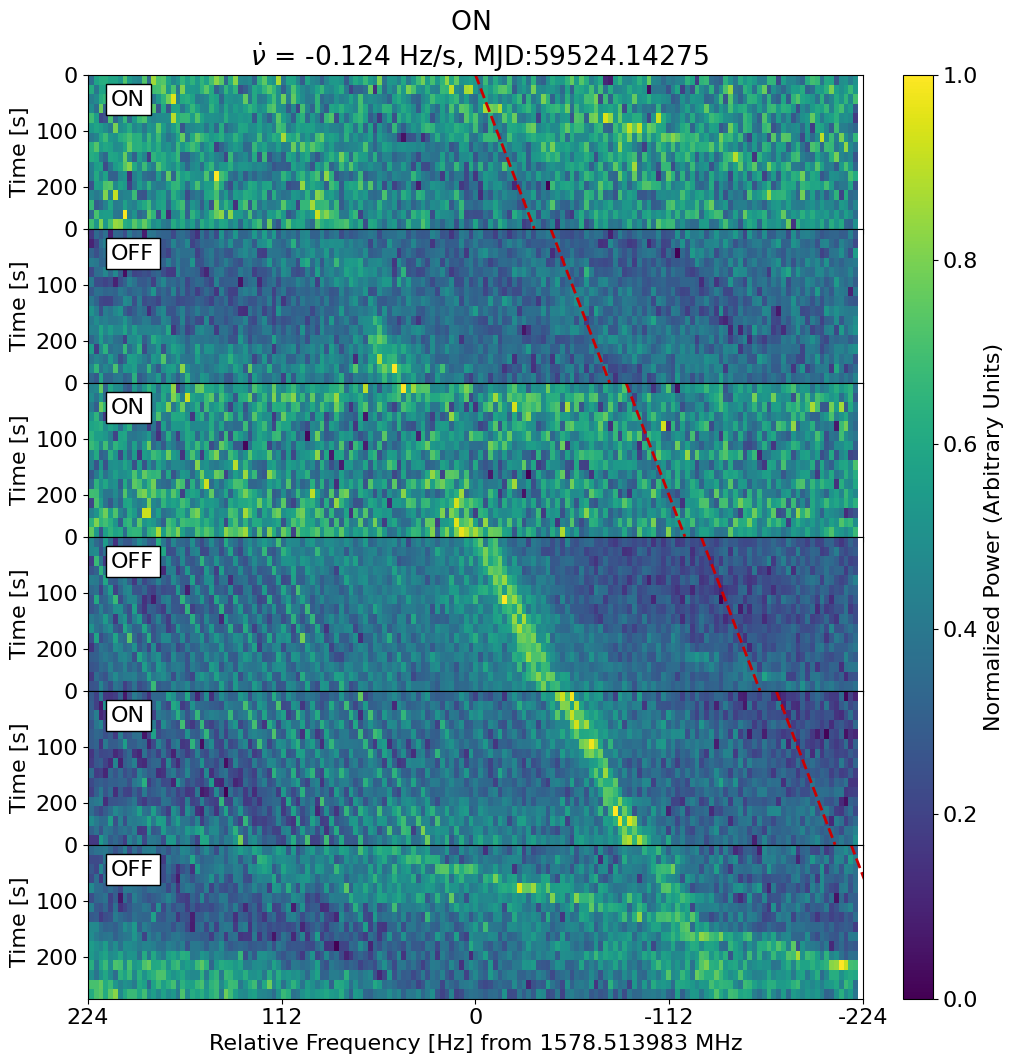 ON
ν̇ = -0.124 Hz/s, MJD:59524.14275
0
ON
100
200
Time [s]
0
OFF
100
200
Time [s]
0
ON
100
200
Time [s]
0
OFF
100
200
Time [s]
0
ON
100
200
Time [s]
0
OFF
100
200
Time [s]
224 112 0 -112 -224
Relative Frequency [Hz] from 1578.513983 MHz
1.0
0.8
0.6
0.4
0.2
0.0
Normalized Power (Arbitrary Units)